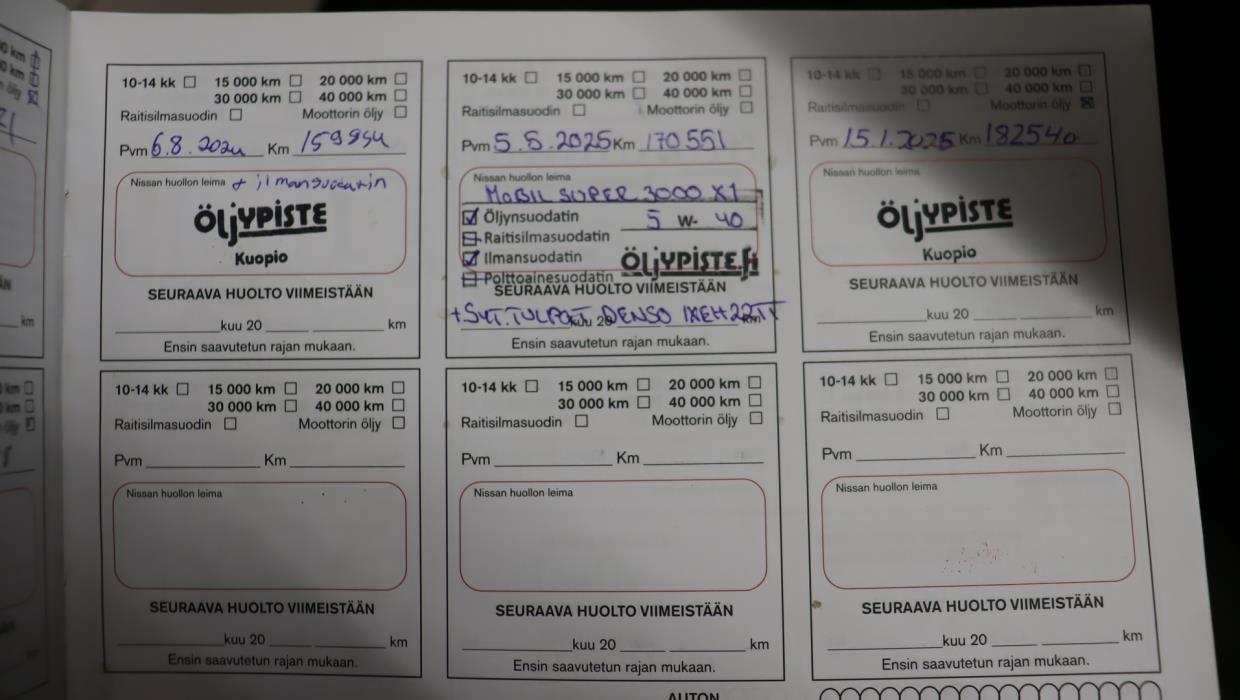 10-14 kk 15 000 km 20 000 km
30 000 km 40 000 km
Raitisilmasuodin Moottorin öljy
Pvm 6.8.2024 Km 159954
Nissan huollon leima + ilmansuodatin
ÖljYPISTE
Kuopio
SEURAAVA HUOLTO VIIMEISTÄÄN
kuu 20 km
Ensin saavutetun rajan mukaan.
10-14 kk 15 000 km 20 000 km
30 000 km 40 000 km
Raitisilmasuodin Moottorin öljy
Pvm 5.5.2025 Km 170551
Nissan huollon leima
MOBIL SUPER 3000 X1
Öljynsuodatin 5 W- 40
Raitisilmasuodatin
Ilmansuodatin ÖljYPISTE.fi
Polttoainesuodatin
SEURAAVA HUOLTO VIIMEISTÄÄN
+SYT.TULPAT DENSO IXEH22TT
kuu 20 km
Ensin saavutetun rajan mukaan.
10-14 kk 15 000 km 20 000 km
30 000 km 40 000 km
Raitisilmasuodin Moottorin öljy
Pvm 15.1.2026 Km 182540
Nissan huollon leima
ÖljYPISTE
Kuopio
SEURAAVA HUOLTO VIIMEISTÄÄN
kuu 20 km
Ensin saavutetun rajan mukaan.
10-14 kk 15 000 km 20 000 km
30 000 km 40 000 km
Raitisilmasuodin Moottorin öljy
Pvm Km
Nissan huollon leima
SEURAAVA HUOLTO VIIMEISTÄÄN
kuu 20 km
Ensin saavutetun rajan mukaan.
10-14 kk 15 000 km 20 000 km
30 000 km 40 000 km
Raitisilmasuodin Moottorin öljy
Pvm Km
Nissan huollon leima
SEURAAVA HUOLTO VIIMEISTÄÄN
kuu 20 km
Ensin saavutetun rajan mukaan.
10-14 kk 15 000 km 20 000 km
30 000 km 40 000 km
Raitisilmasuodin Moottorin öljy
Pvm Km
Nissan huollon leima
SEURAAVA HUOLTO VIIMEISTÄÄN
kuu 20 km
Ensin saavutetun rajan mukaan.
AUTON